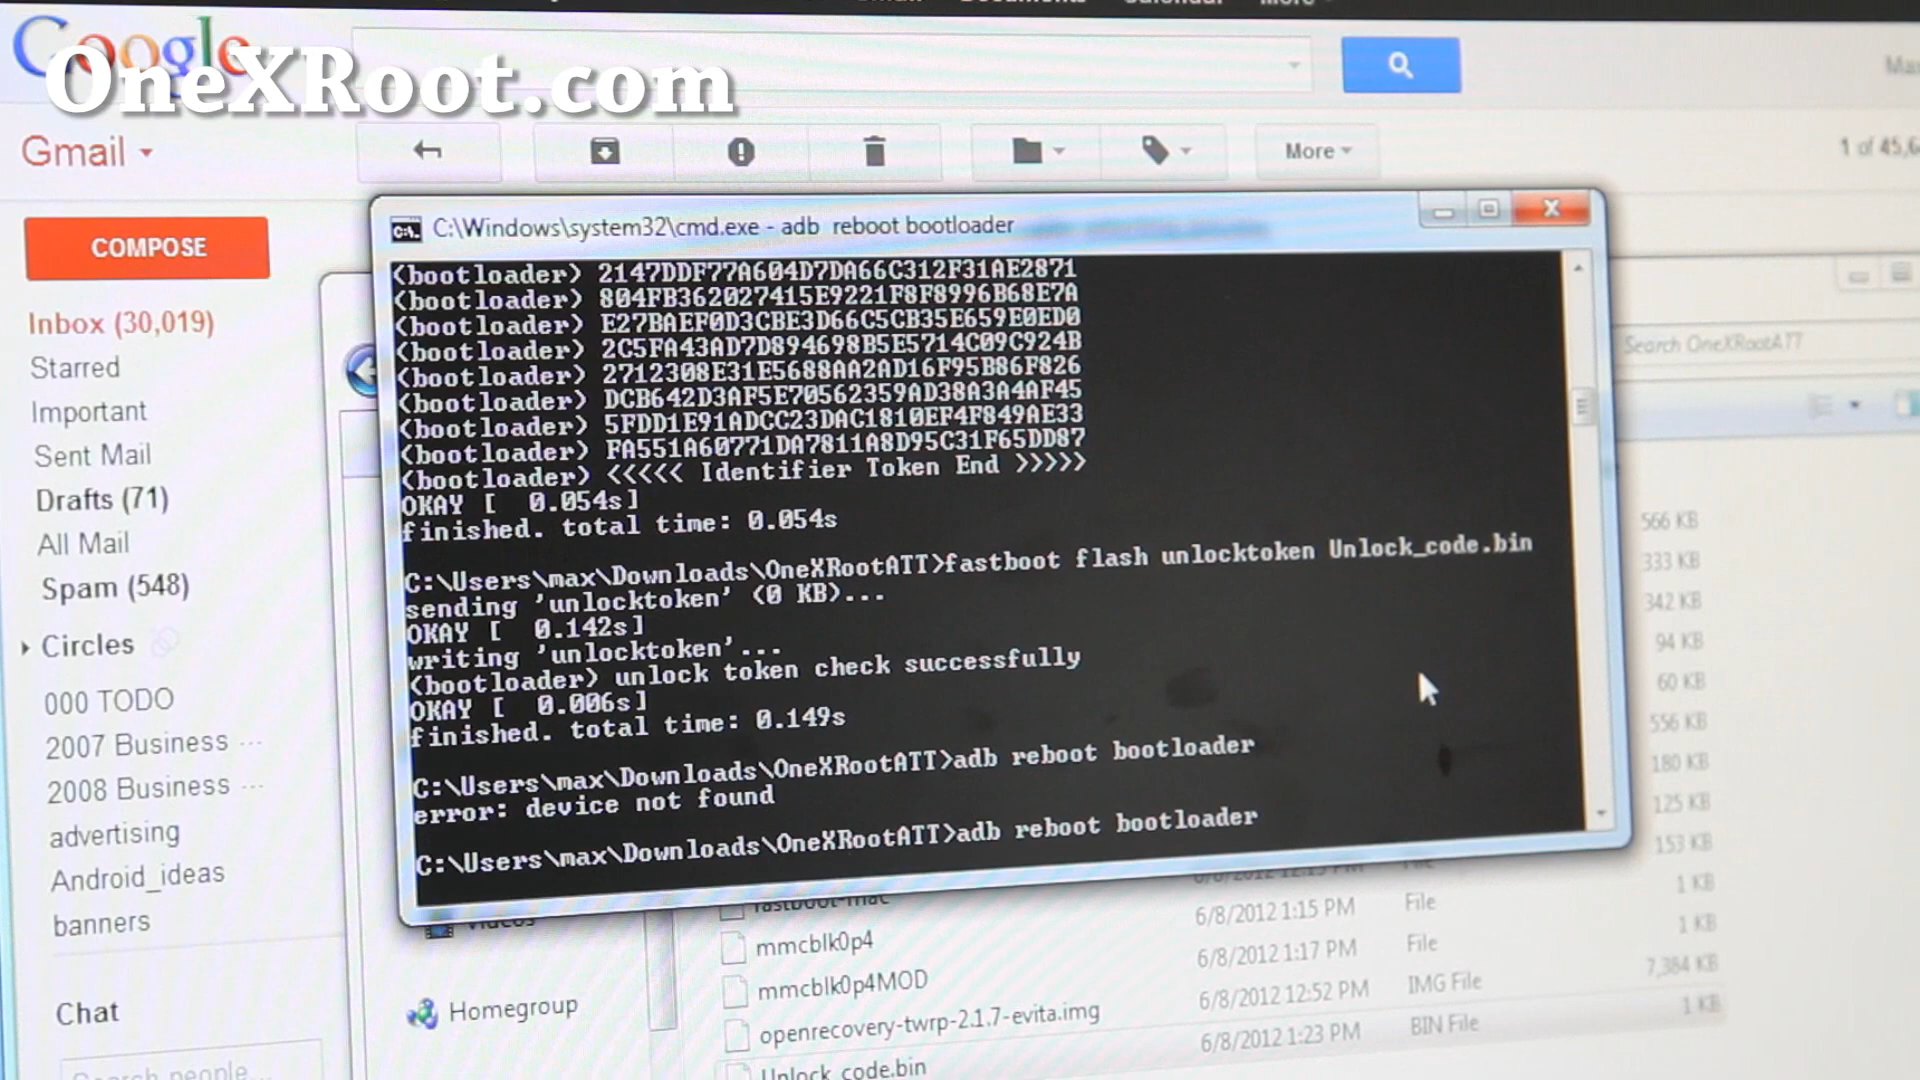 Google
OneXRoot.com
Gmail
More
1 of 45,6
COMPOSE
Inbox (30,019)
Starred
Important
Sent Mail
Drafts (71)
All Mail
Spam (548)
Circles
000 TODO
2007 Business ...
2008 Business ...
advertising
Android_ideas
banners
Chat
Search people...
C:\Windows\system32\cmd.exe - adb reboot bootloader
(bootloader) 2147DDF77A604D7DA66C312F31AE2871
(bootloader) 804FB362027415E9221F8F8996B68E7A
(bootloader) E27BAEF0D3CBE3D66C5CB35E659E0ED0
(bootloader) 2C5FA43AD7D894698B5E5714C09C924B
(bootloader) 2712308E31E5688AA2AD16F95B86F826
(bootloader) DCB642D3AF5E70562359AD38A3A4AF45
(bootloader) 5FDD1E91ADCC23DAC1810EF4F849AE33
(bootloader) FA551A60771DA7811A8D95C31F65DD87
(bootloader) <<<<< Identifier Token End >>>>>
OKAY [  0.054s]
finished. total time: 0.054s
C:\Users\max\Downloads\OneXRootATT>fastboot flash unlocktoken Unlock_code.bin
sending 'unlocktoken' (0 KB)...
OKAY [  0.142s]
writing 'unlocktoken'...
(bootloader) unlock token check successfully
OKAY [  0.006s]
finished. total time: 0.149s
C:\Users\max\Downloads\OneXRootATT>adb reboot bootloader
error: device not found
C:\Users\max\Downloads\OneXRootATT>adb reboot bootloader
Search OneXRootATT
566 KB
333 KB
342 KB
94 KB
60 KB
556 KB
180 KB
125 KB
153 KB
1 KB
1 KB
7,384 KB
1 KB
Videos
Homegroup
fastboot-mac 6/8/2012 1:15 PM File
mmcblk0p4 6/8/2012 1:17 PM File
mmcblk0p4MOD 6/8/2012 12:52 PM IMG File
openrecovery-twrp-2.1.7-evita.img 6/8/2012 1:23 PM BIN File
Unlock_code.bin